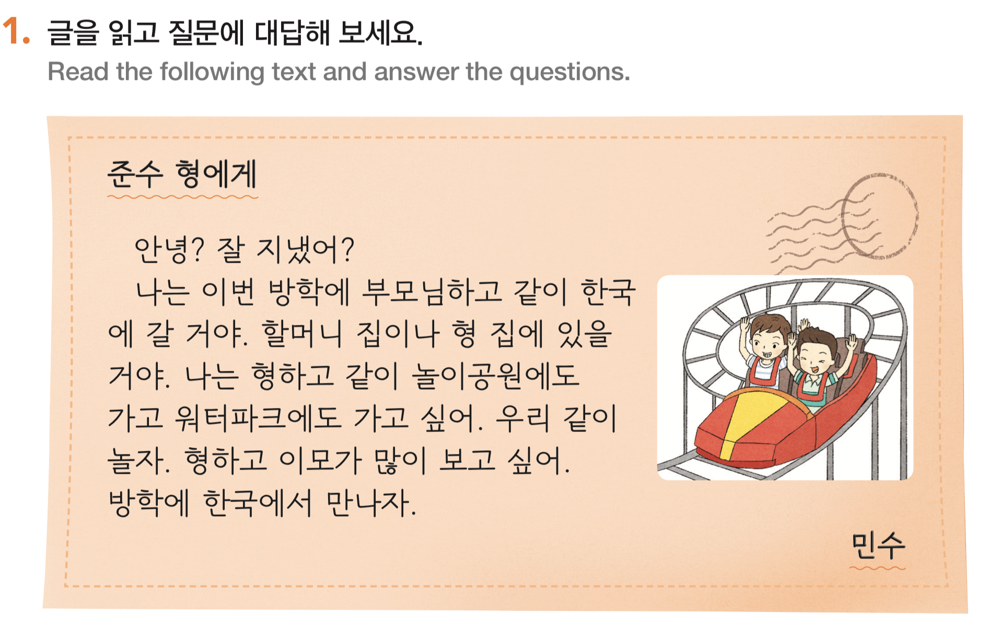 1. 글을 읽고 질문에 대답해 보세요.
Read the following text and answer the questions.
준수 형에게
안녕? 잘 지냈어?
나는 이번 방학에 부모님하고 같이 한국
에 갈 거야. 할머니 집이나 형 집에 있을
거야. 나는 형하고 같이 놀이공원에도
가고 워터파크에도 가고 싶어. 우리 같이
놀자. 형하고 이모가 많이 보고 싶어.
방학에 한국에서 만나자.
민수